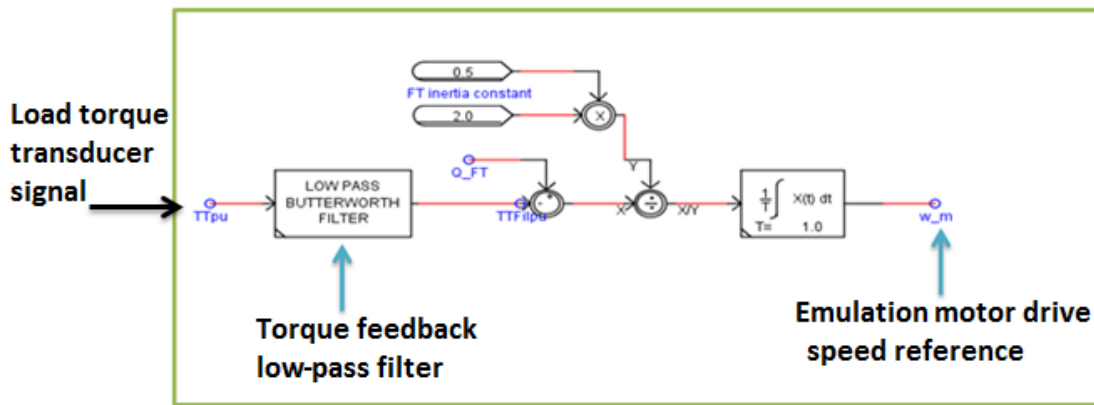 0.5
FT inertia constant
2.0
X
Load torque
transducer
signal
TTpu
LOW PASS
BUTTERWORTH
FILTER
Q_FT
TTFilpu
+
-
Y
X
÷
X/Y
1/T ∫ X(t) dt
T= 1.0
w_m
Torque feedback
low-pass filter
Emulation motor drive
speed reference